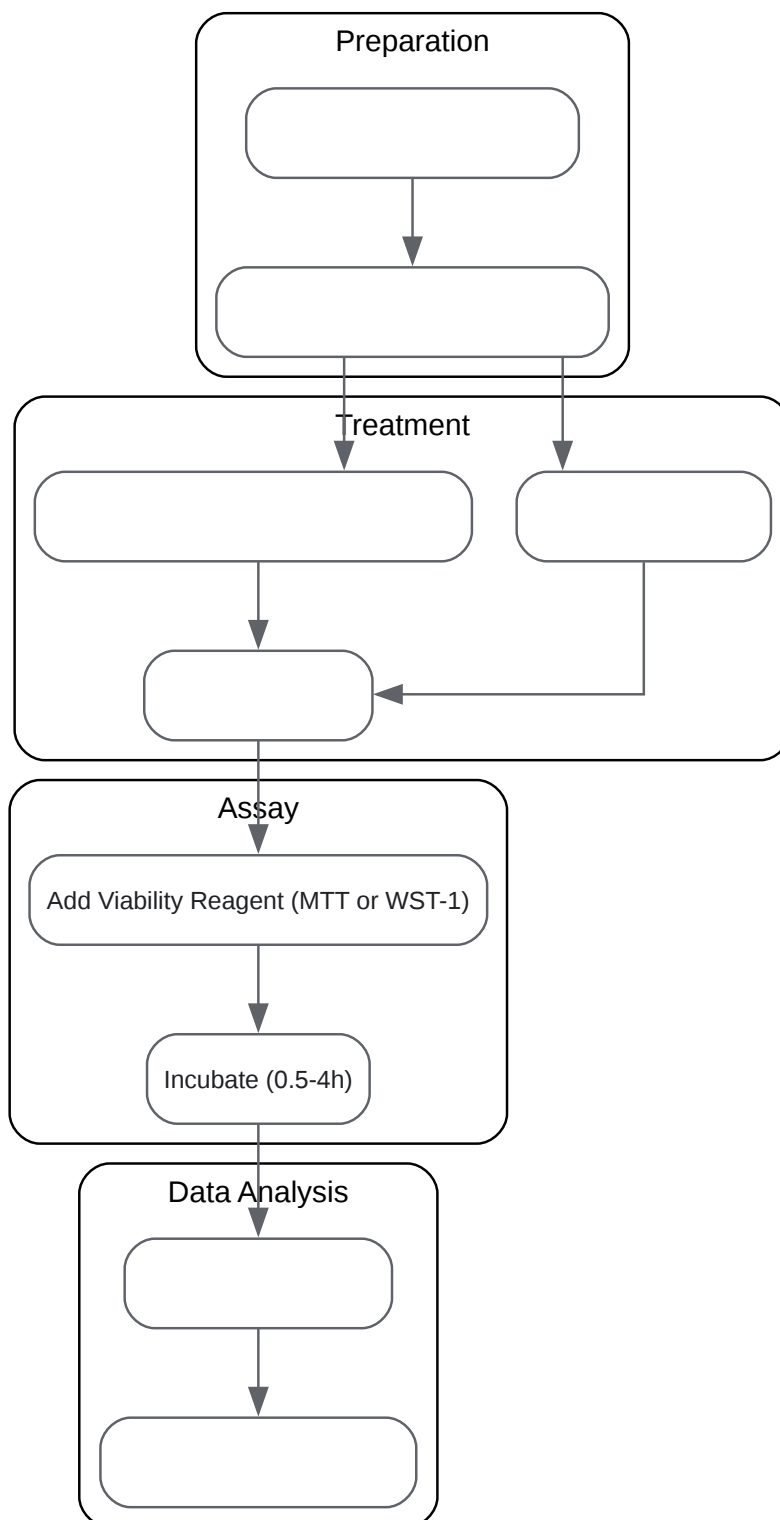 Preparation
Treatment
Assay
Add Viability Reagent (MTT or WST-1)
Incubate (0.5-4h)
Data Analysis